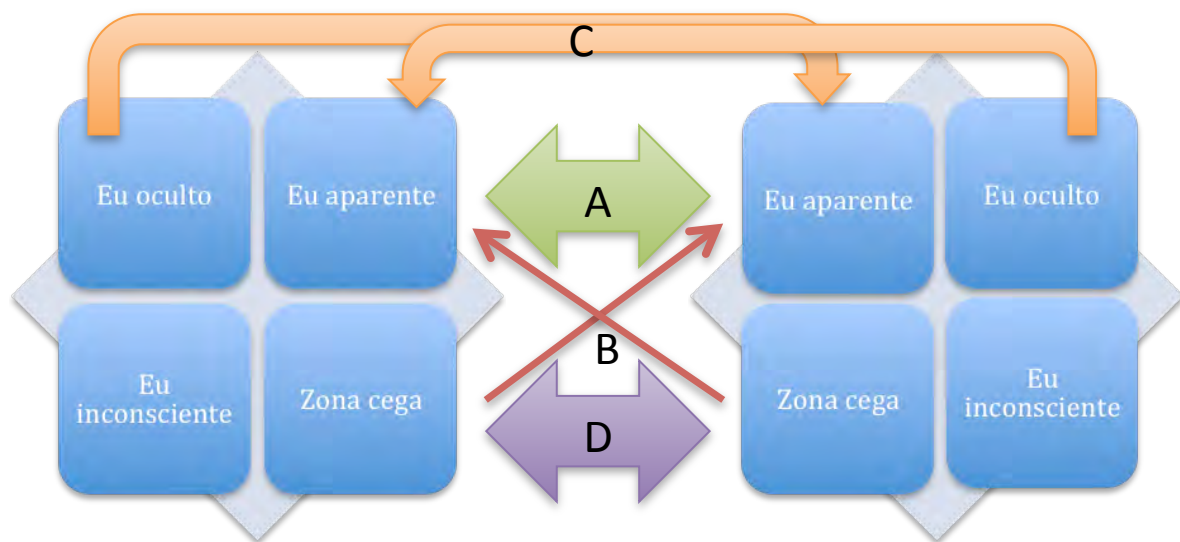 C
Eu oculto
Eu aparente
A
Eu aparente
Eu oculto
Eu
inconsciente
Zona cega
B
D
Zona cega
Eu
inconsciente